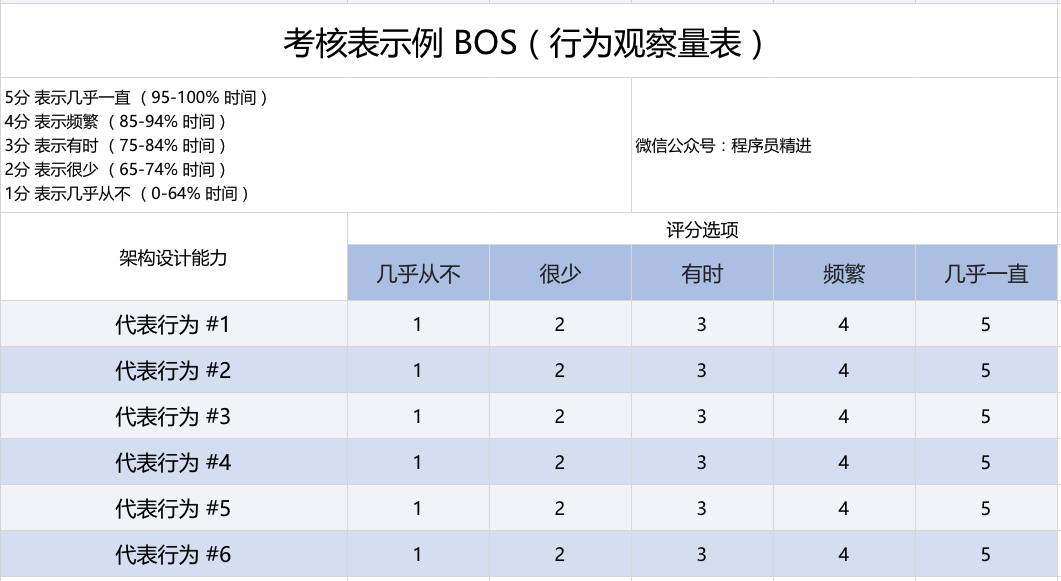 考核表示例 BOS（行为观察量表）
5分 表示几乎一直 （ 95-100% 时间 ）
4分 表示频繁 （ 85-94% 时间 ）
3分 表示有时 （ 75-84% 时间 ）
2分 表示很少 （ 65-74% 时间 ）
1分 表示几乎从不 （ 0-64% 时间 ）
微信公众号：程序员精进
架构设计能力
评分选项
几乎从不 很少 有时 频繁 几乎一直
代表行为 #1 1 2 3 4 5
代表行为 #2 1 2 3 4 5
代表行为 #3 1 2 3 4 5
代表行为 #4 1 2 3 4 5
代表行为 #5 1 2 3 4 5
代表行为 #6 1 2 3 4 5